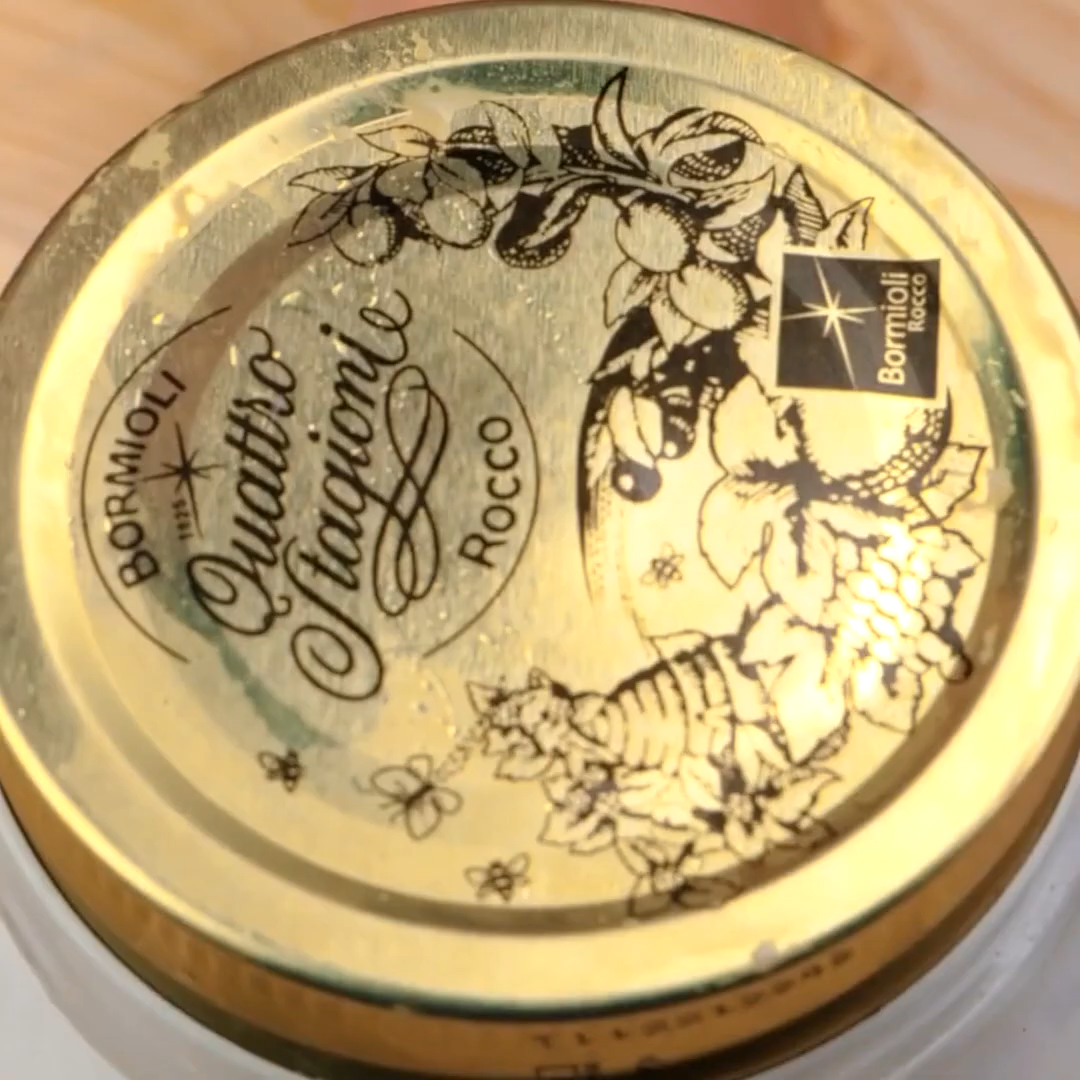 BORMIOLI
1825
Quattro
Stagioni
ROCCO
Bormioli
Rocco